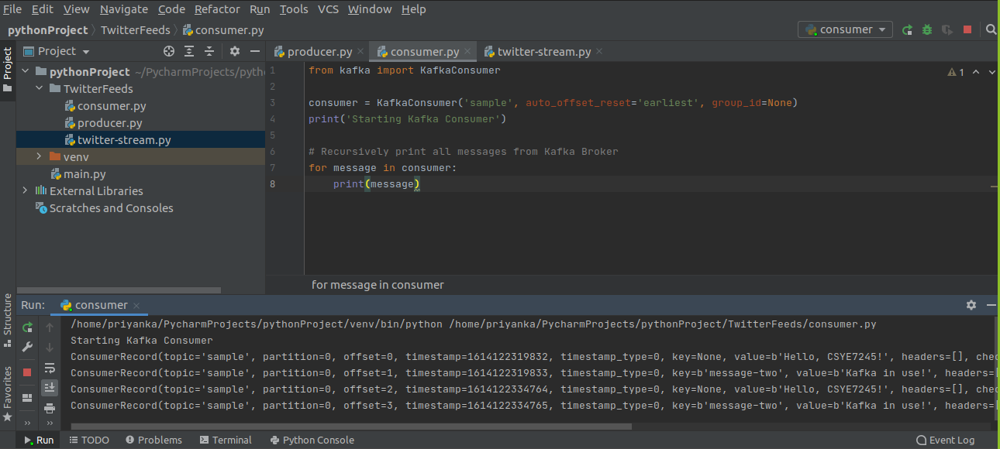 File Edit View Navigate Code Refactor Run Tools VCS Window Help
pythonProject TwitterFeeds consumer.py consumer
Project
Project
producer.py consumer.py twitter-stream.py
pythonProject ~/PycharmProjects/pyth
TwitterFeeds
consumer.py
producer.py
twitter-stream.py
venv
main.py
External Libraries
Scratches and Consoles
1 from kafka import KafkaConsumer
1
2
3 consumer = KafkaConsumer('sample', auto_offset_reset='earliest', group_id=None)
4 print('Starting Kafka Consumer')
5
6 # Recursively print all messages from Kafka Broker
7 for message in consumer:
8 print(message)
for message in consumer
Structure
Favorites
Run: consumer
/home/priyanka/PycharmProjects/pythonProject/venv/bin/python /home/priyanka/PycharmProjects/pythonProject/TwitterFeeds/consumer.py
Starting Kafka Consumer
ConsumerRecord(topic='sample', partition=0, offset=0, timestamp=1614122319832, timestamp_type=0, key=None, value=b'Hello, CSYE7245!', headers=[], chec
ConsumerRecord(topic='sample', partition=0, offset=1, timestamp=1614122319833, timestamp_type=0, key=b'message-two', value=b'Kafka in use!', headers=[
ConsumerRecord(topic='sample', partition=0, offset=2, timestamp=1614122334764, timestamp_type=0, key=None, value=b'Hello, CSYE7245!', headers=[], chec
ConsumerRecord(topic='sample', partition=0, offset=3, timestamp=1614122334765, timestamp_type=0, key=b'message-two', value=b'Kafka in use!', headers=[
Run TODO Problems Terminal Python Console Event Log